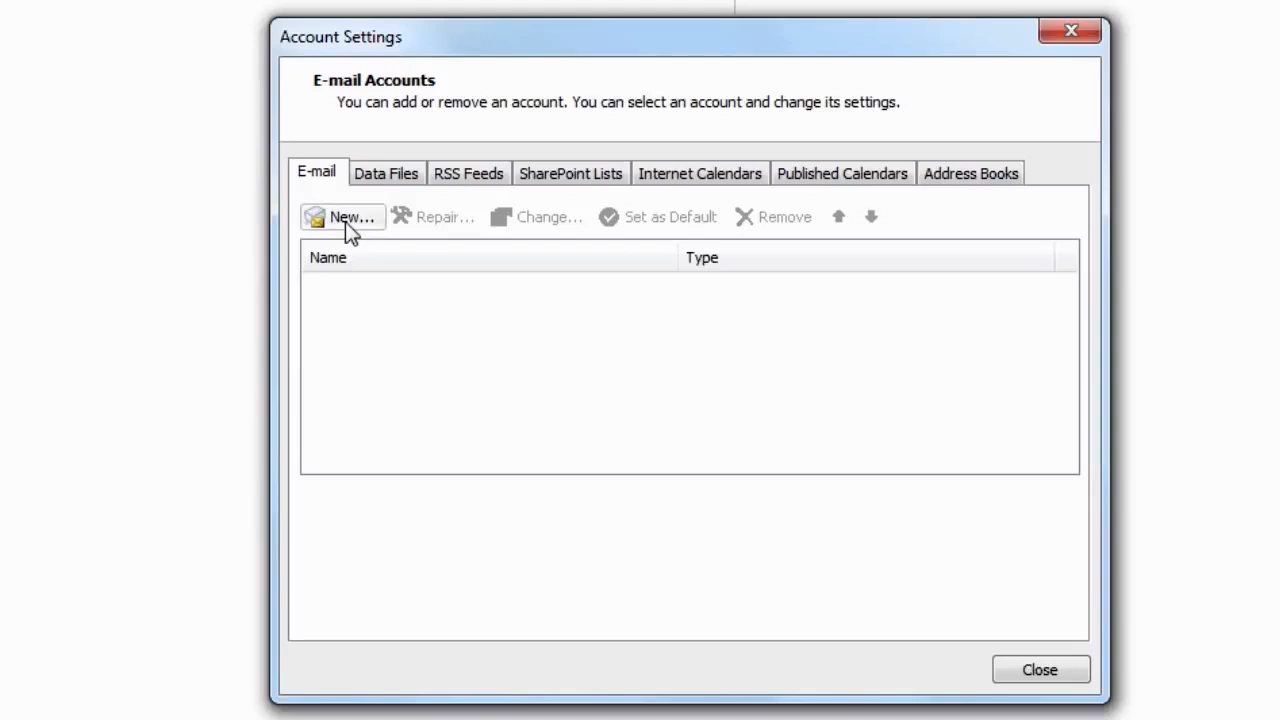 Account Settings
E-mail Accounts
You can add or remove an account. You can select an account and change its settings.
E-mail Data Files RSS Feeds SharePoint Lists Internet Calendars Published Calendars Address Books
New... Repair... Change... Set as Default Remove
Name Type
Close